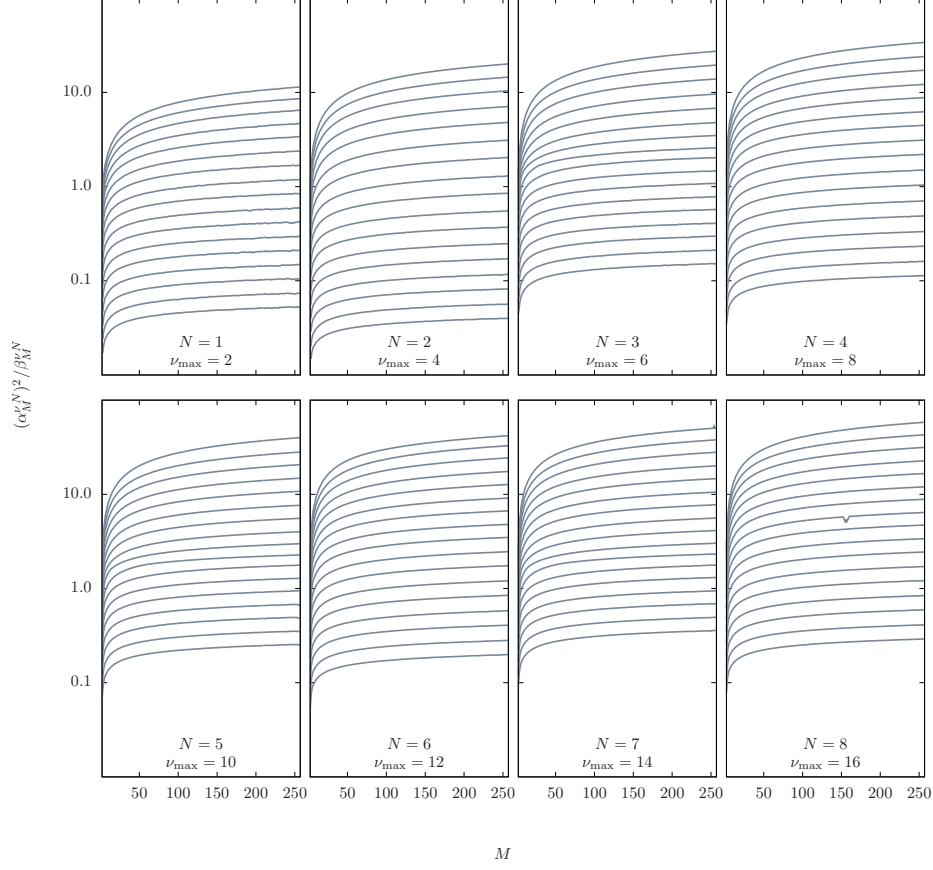 10.0
1.0
0.1
N = 1
ν_max = 2
N = 2
ν_max = 4
N = 3
ν_max = 6
N = 4
ν_max = 8
(α_M^{ν N})^2/β_M^{ν N}
10.0
1.0
0.1
N = 5
ν_max = 10
N = 6
ν_max = 12
N = 7
ν_max = 14
N = 8
ν_max = 16
50 100 150 200 250 50 100 150 200 250 50 100 150 200 250 50 100 150 200 250
M